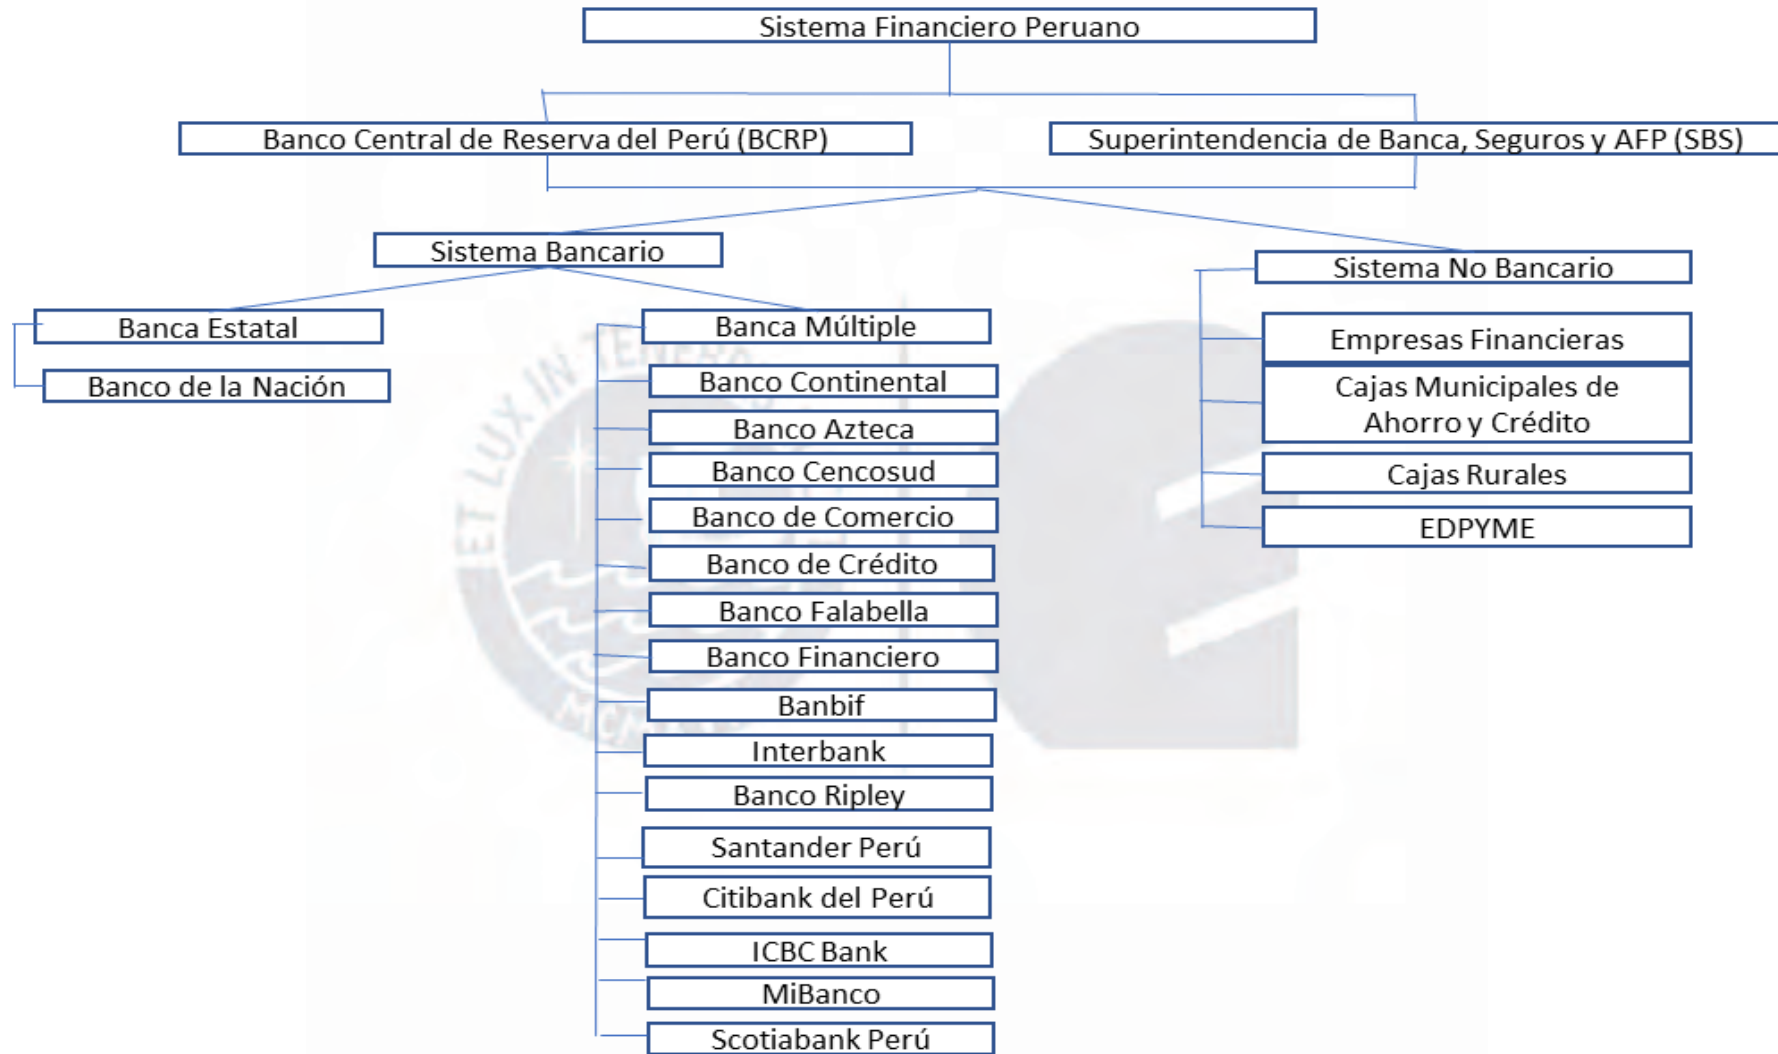 Sistema Financiero Peruano
Banco Central de Reserva del Perú (BCRP)
Superintendencia de Banca, Seguros y AFP (SBS)
Sistema Bancario
Sistema No Bancario
Banca Estatal
Banco de la Nación
Banca Múltiple
Banco Continental
Banco Azteca
Banco Cencosud
Banco de Comercio
Banco de Crédito
Banco Falabella
Banco Financiero
Banbif
Interbank
Banco Ripley
Santander Perú
Citibank del Perú
ICBC Bank
MiBanco
Scotiabank Perú
Empresas Financieras
Cajas Municipales de
Ahorro y Crédito
Cajas Rurales
EDPYME
ET LUX IN